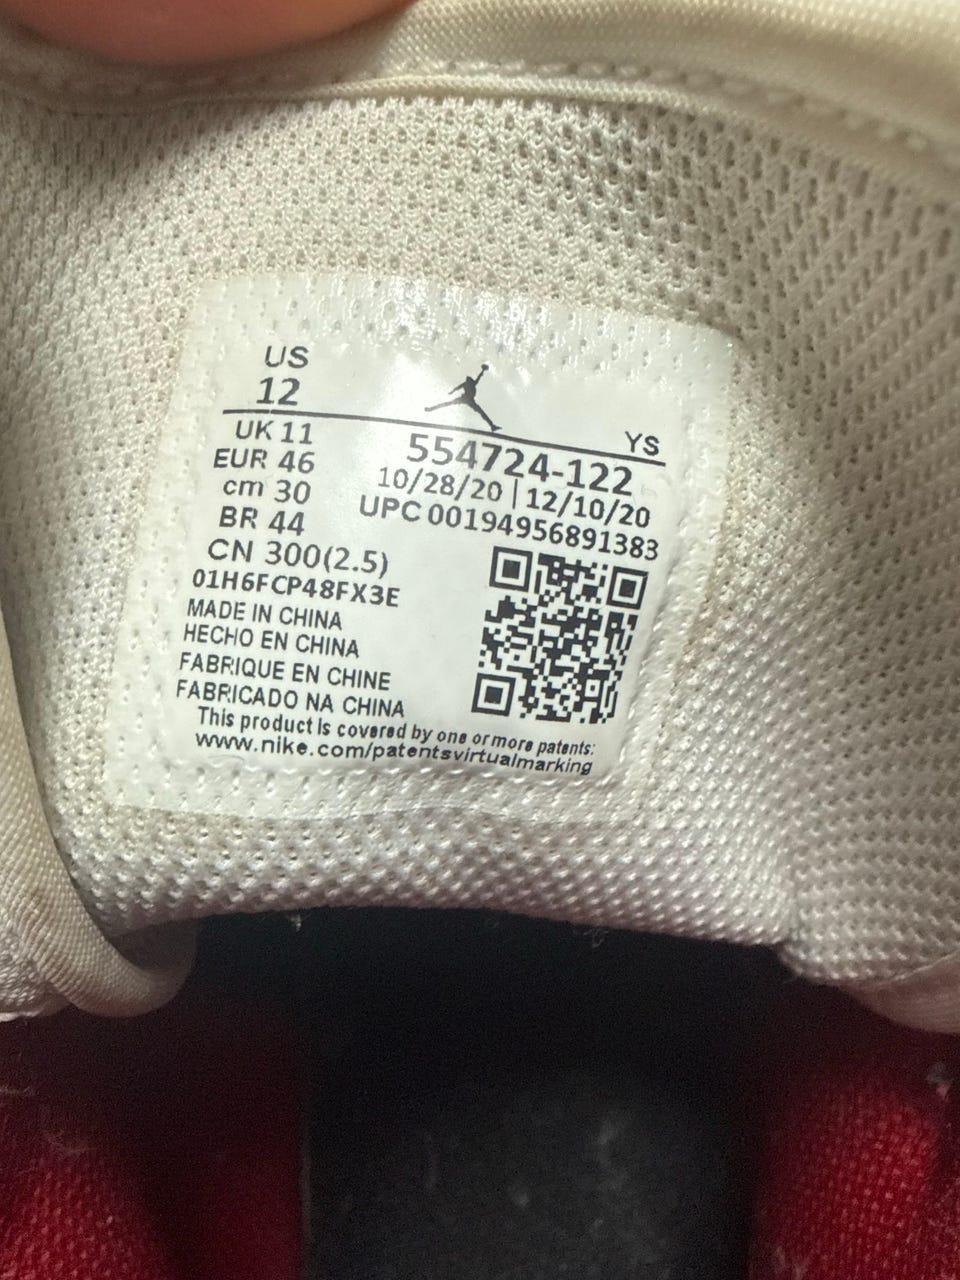 US
12
UK 11
EUR 46
cm 30
BR 44
CN 300(2.5)
01H6FCP48FX3E
MADE IN CHINA
HECHO EN CHINA
FABRIQUE EN CHINE
FABRICADO NA CHINA
YS
554724-122
10/28/20 | 12/10/20
UPC 00194956891383
This product is covered by one or more patents:
www.nike.com/patentsvirtualmarking